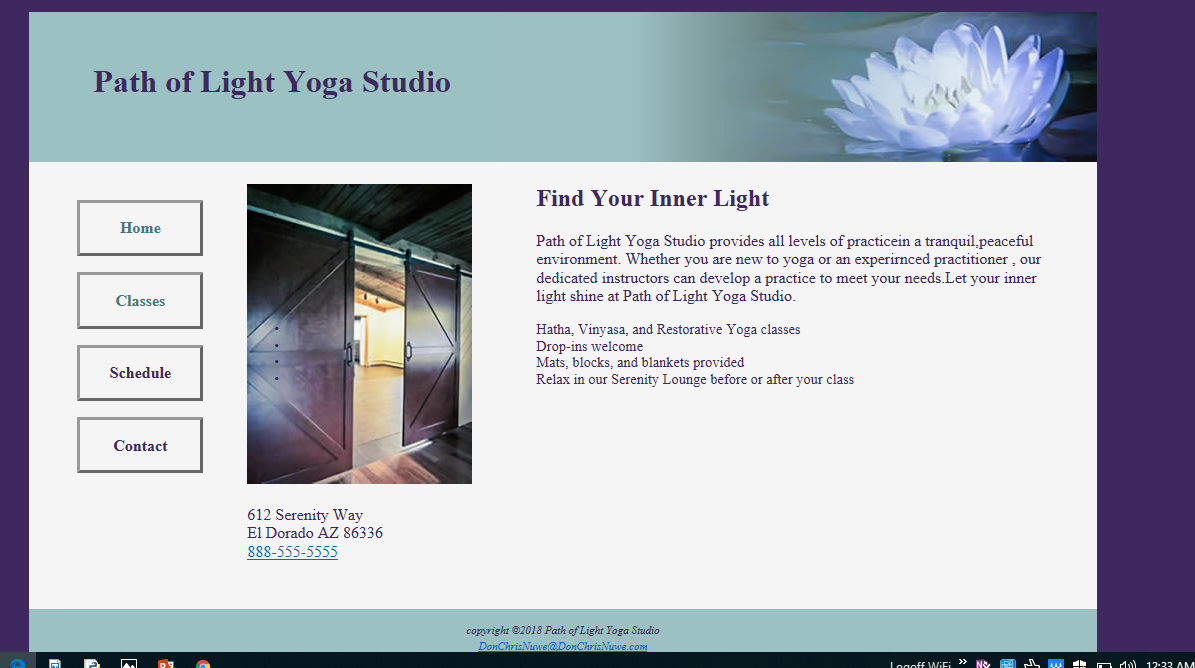 Path of Light Yoga Studio
Home
Classes
Schedule
Contact
612 Serenity Way
El Dorado AZ 86336
888-555-5555
Find Your Inner Light
Path of Light Yoga Studio provides all levels of practicein a tranquil,peaceful
environment. Whether you are new to yoga or an experirnced practitioner , our
dedicated instructors can develop a practice to meet your needs.Let your inner
light shine at Path of Light Yoga Studio.
Hatha, Vinyasa, and Restorative Yoga classes
Drop-ins welcome
Mats, blocks, and blankets provided
Relax in our Serenity Lounge before or after your class
copyright ©2018 Path of Light Yoga Studio
DonChrisNuwe@DonChrisNuwe.com
Logoff WiFi » 12:33 AM